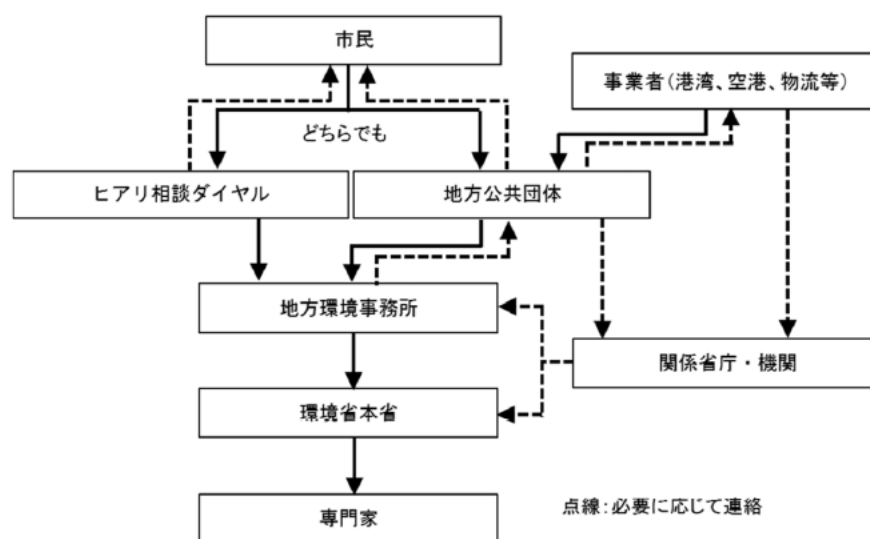 市民
事業者（港湾、空港、物流等）
どちらでも
ヒアリ相談ダイヤル
地方公共団体
地方環境事務所
関係省庁・機関
環境省本省
専門家
点線：必要に応じて連絡